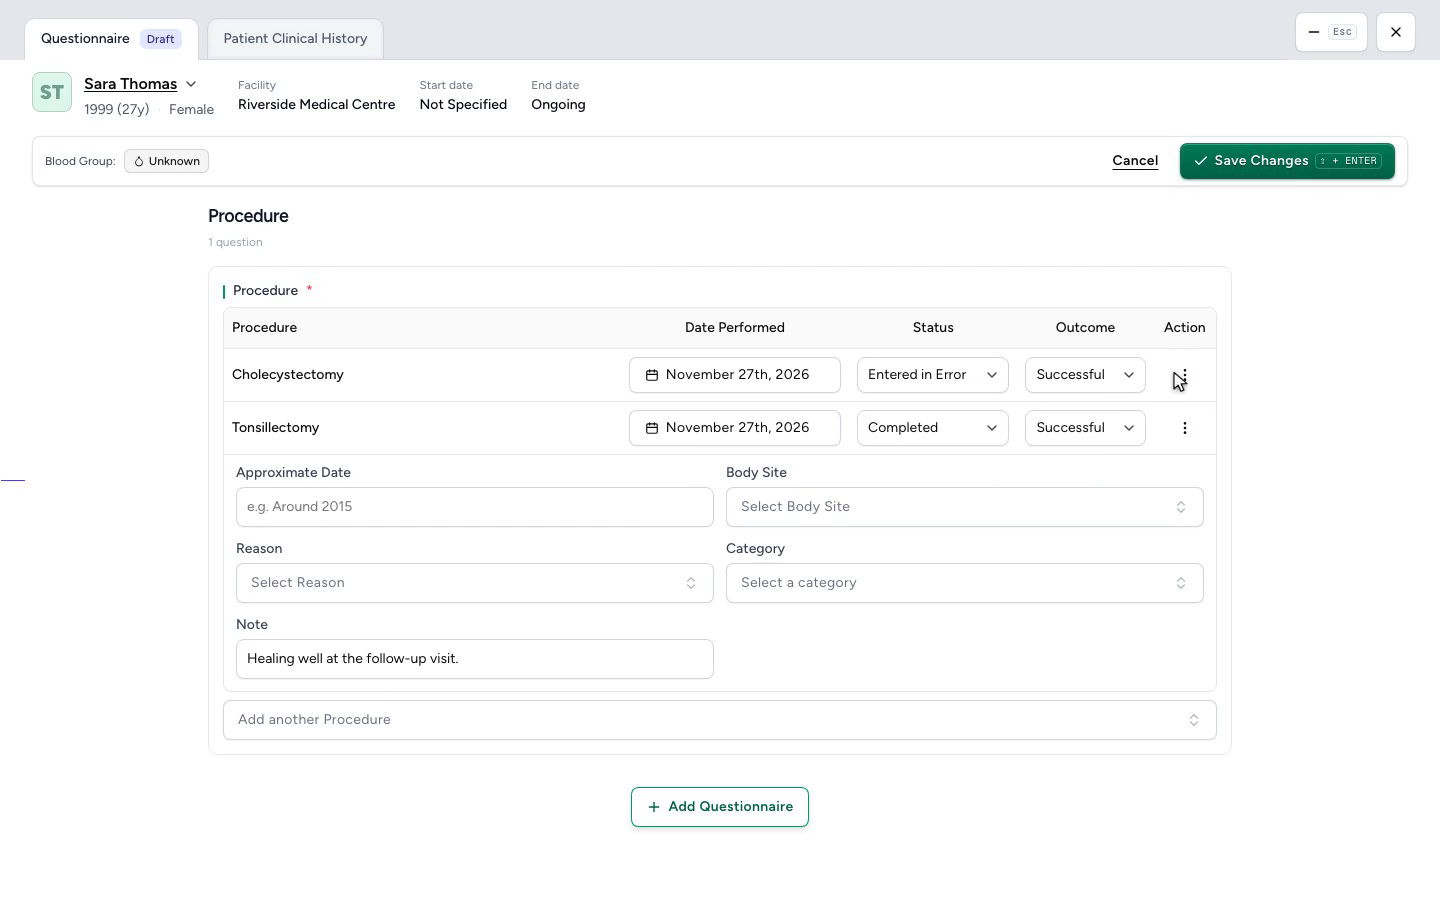 Questionnaire Draft
Patient Clinical History
Esc
ST
Sara Thomas
1999 (27y) · Female
Facility
Riverside Medical Centre
Start date
Not Specified
End date
Ongoing
Blood Group: Unknown
Cancel
Save Changes ⇧ + ENTER
Procedure
1 question
Procedure *
Procedure Date Performed Status Outcome Action
Cholecystectomy November 27th, 2026 Entered in Error Successful
Tonsillectomy November 27th, 2026 Completed Successful
Approximate Date
e.g. Around 2015
Body Site
Select Body Site
Reason
Select Reason
Category
Select a category
Note
Healing well at the follow-up visit.
Add another Procedure
Add Questionnaire